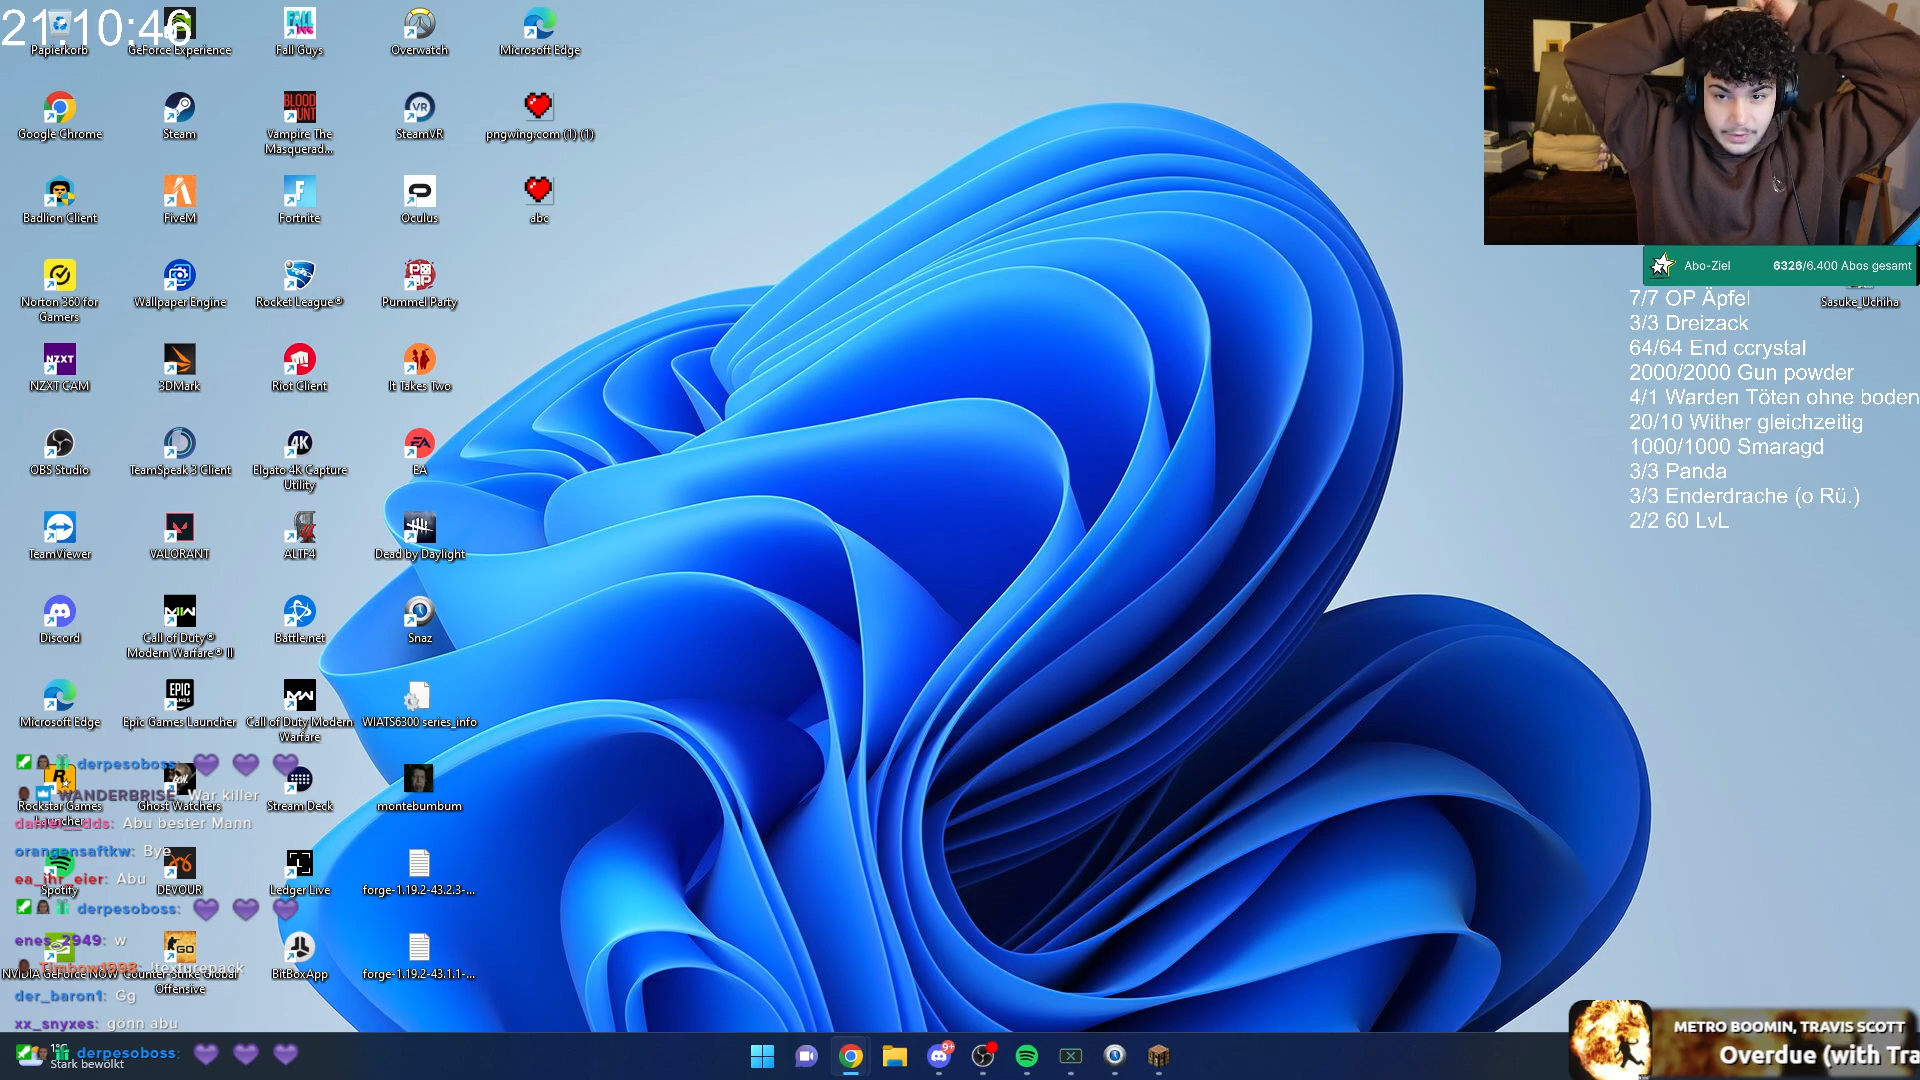 21:10:46
Papierkorb
GeForce Experience
Fall Guys
Overwatch
Microsoft Edge
Google Chrome
Steam
Vampire The
Masquerad...
SteamVR
pngwing.com (1) (1)
Badlion Client
FiveM
Fortnite
Oculus
abc
Norton 360 for
Gamers
Wallpaper Engine
Rocket League®
Pummel Party
NZXT CAM
3DMark
Riot Client
It Takes Two
OBS Studio
TeamSpeak 3 Client
Elgato 4K Capture
Utility
EA
TeamViewer
VALORANT
ALTF4
Dead by Daylight
Discord
Call of Duty®
Modern Warfare® II
Battle.net
Snaz
Microsoft Edge
Epic Games Launcher
Call of Duty Modern
Warfare
WIATS6300 series_info
Rockstar Games
Launcher
Ghost Watchers
Stream Deck
montebumbum
Spotify
DEVOUR
Ledger Live
forge-1.19.2-43.2.3-...
NVIDIA GeForce NOW
Counter-Strike Global
Offensive
BitBoxApp
forge-1.19.2-43.1.1-...
derpesoboss:
WANDERBRISE War killer
Abu bester Mann
orangensaftkw: Bye
ea_ihr_eier: Abu
derpesoboss:
enes_2949: w
Timbow1998: !texturepack
der_baron1: Gg
xx_snyxes: gönn abu
derpesoboss:
1°C
Stark bewölkt
9+
Abo-Ziel 6326/6.400 Abos gesamt
Sasuke_Uchiha
7/7 OP Äpfel
3/3 Dreizack
64/64 End ccrystal
2000/2000 Gun powder
4/1 Warden Töten ohne boden
20/10 Wither gleichzeitig
1000/1000 Smaragd
3/3 Panda
3/3 Enderdrache (o Rü.)
2/2 60 LvL
METRO BOOMIN, TRAVIS SCOTT
Overdue (with Tra